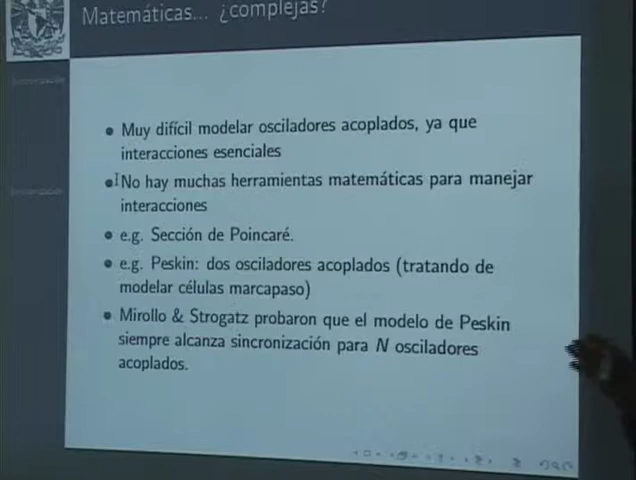 Matemáticas... ¿complejas?
• Muy difícil modelar osciladores acoplados, ya que
interacciones esenciales
• No hay muchas herramientas matemáticas para manejar
interacciones
• e.g. Sección de Poincaré.
• e.g. Peskin: dos osciladores acoplados (tratando de
modelar células marcapaso)
• Mirollo & Strogatz probaron que el modelo de Peskin
siempre alcanza sincronización para N osciladores
acoplados.